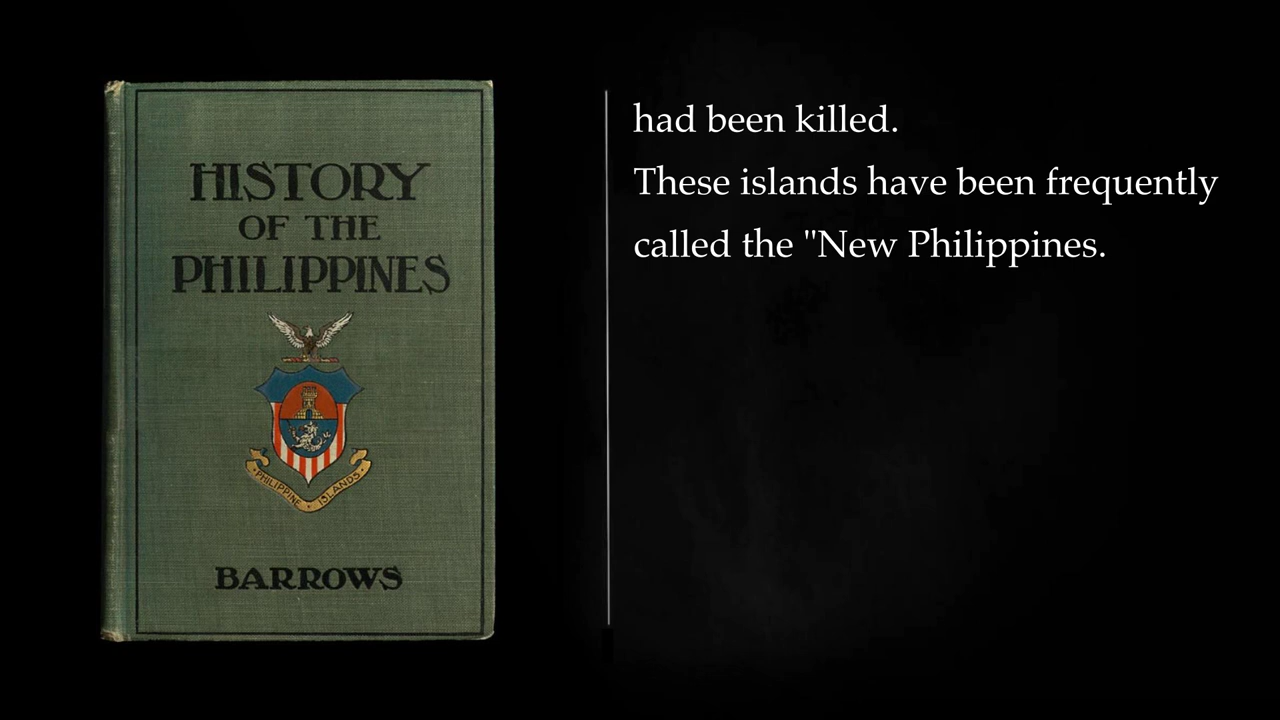 HISTORY
OF THE
PHILIPPINES
PHILIPPINE ISLANDS
BARROWS
had been killed.
These islands have been frequently
called the "New Philippines.